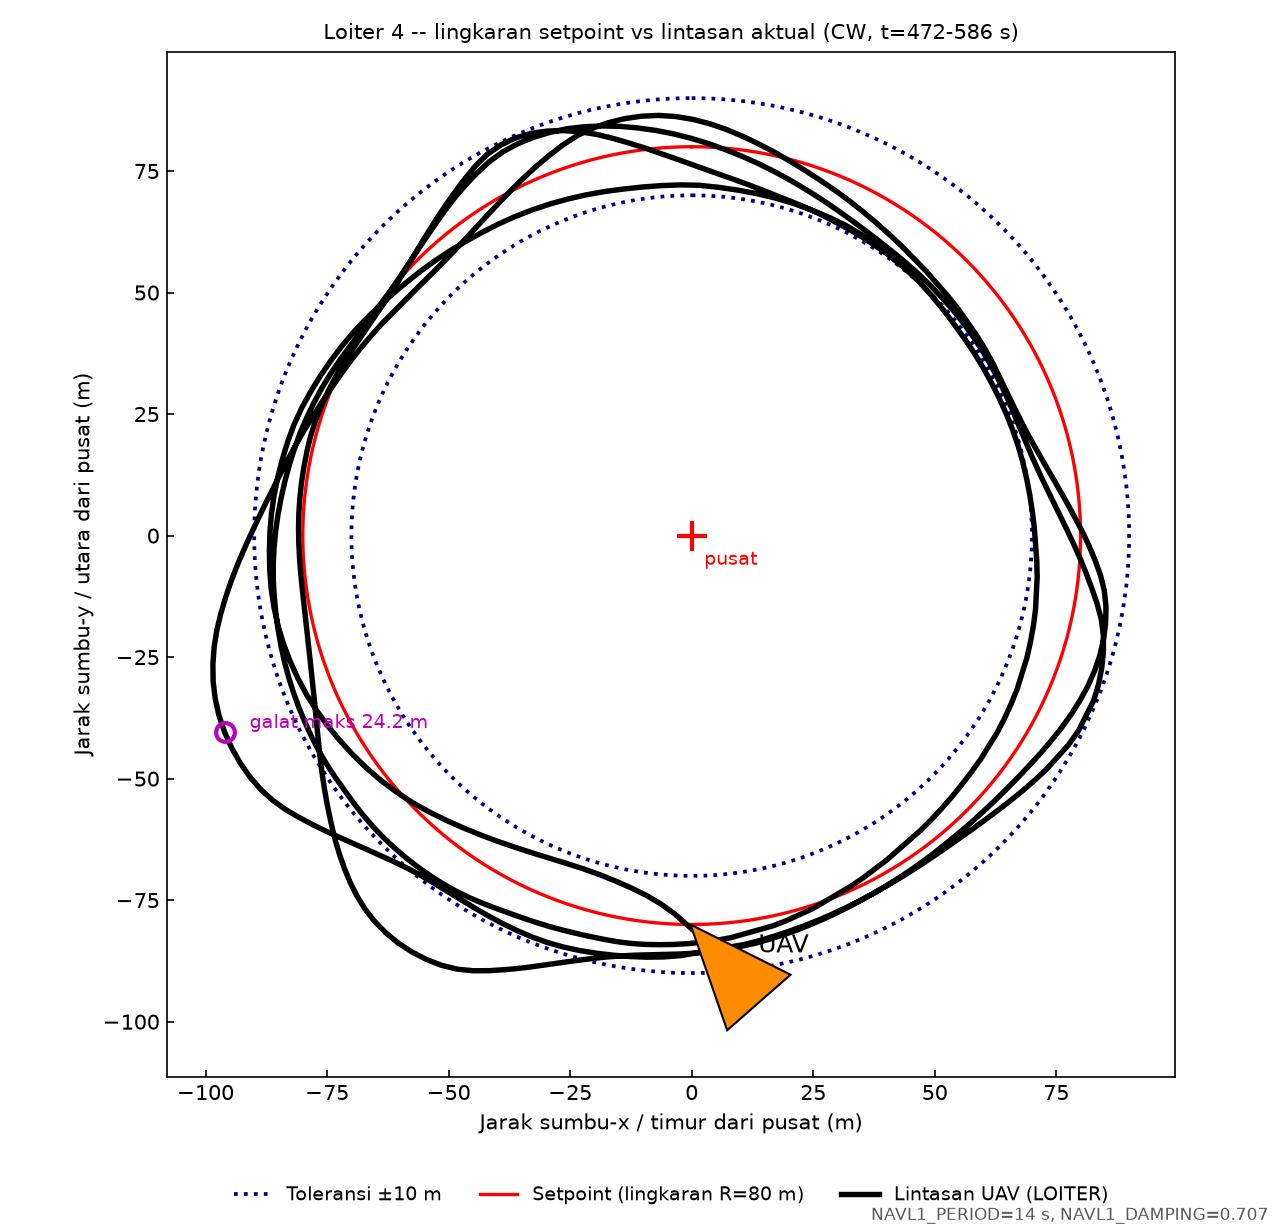 Loiter 4 -- lingkaran setpoint vs lintasan aktual (CW, t=472-586 s)
Jarak sumbu-y / utara dari pusat (m)
75
50
25
0
−25
−50
−75
−100
pusat
galat maks 24.2 m
UAV
−100 −75 −50 −25 0 25 50 75
Jarak sumbu-x / timur dari pusat (m)
Toleransi ±10 m
Setpoint (lingkaran R=80 m)
Lintasan UAV (LOITER)
NAVL1_PERIOD=14 s, NAVL1_DAMPING=0.707